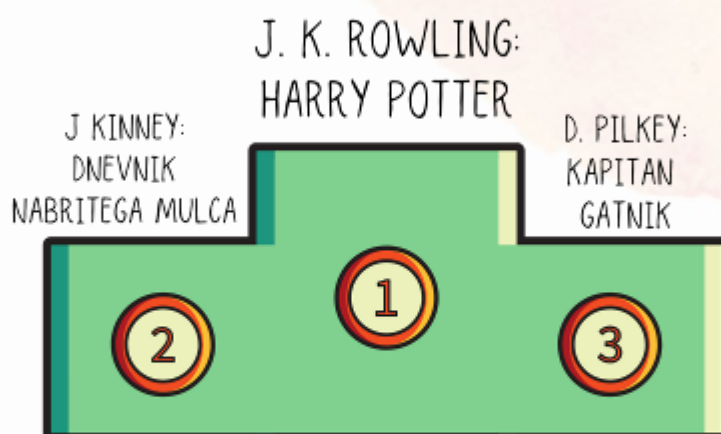 J. K. ROWLING:
HARRY POTTER
J KINNEY:
DNEVNIK
NABRITEGA MULCA
D. PILKEY:
KAPITAN
GATNIK
1
2
3